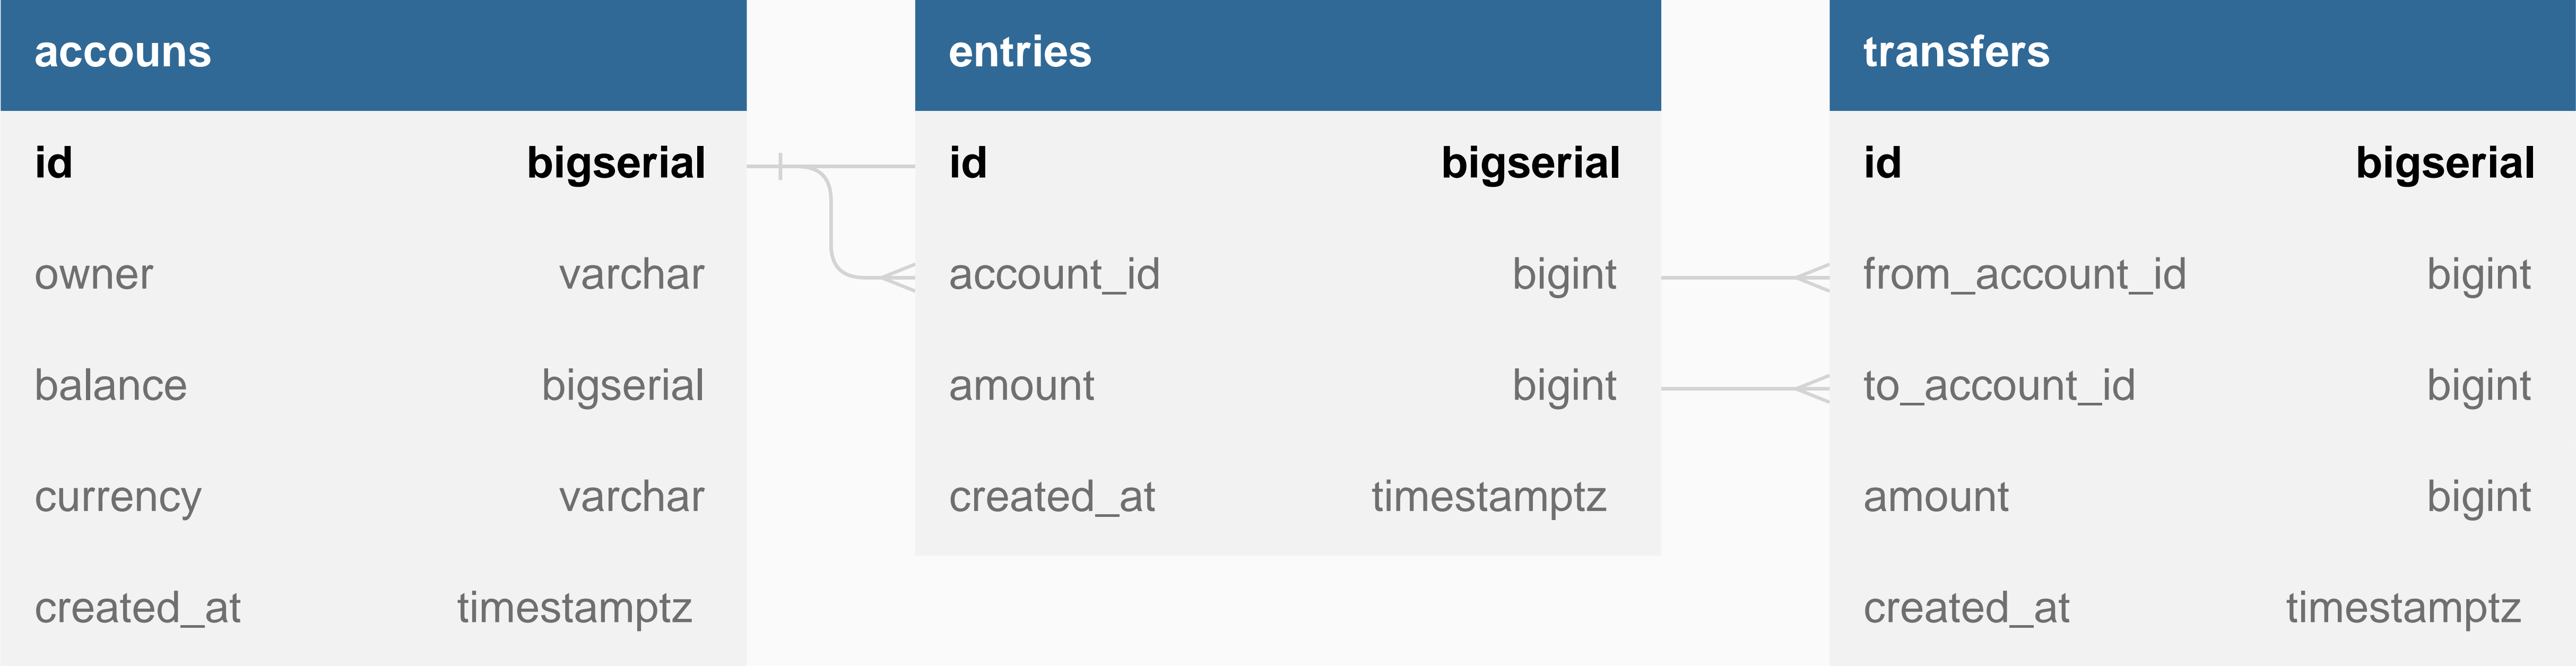 accouns
id bigserial
owner varchar
balance bigserial
currency varchar
created_at timestamptz
entries
id bigserial
account_id bigint
amount bigint
created_at timestamptz
transfers
id bigserial
from_account_id bigint
to_account_id bigint
amount bigint
created_at timestamptz